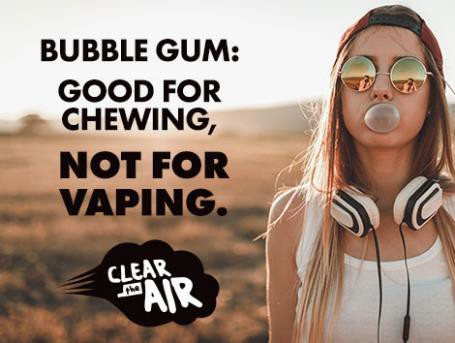 BUBBLE GUM:
GOOD FOR
CHEWING,
NOT FOR
VAPING.
CLEAR
the AIR